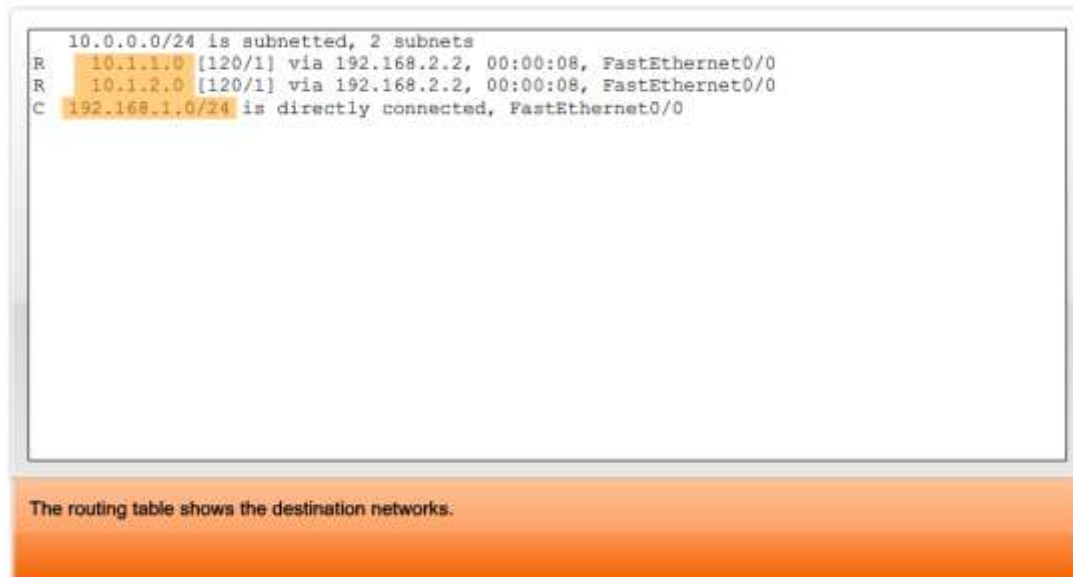 10.0.0.0/24 is subnetted, 2 subnets
R 10.1.1.0 [120/1] via 192.168.2.2, 00:00:08, FastEthernet0/0
R 10.1.2.0 [120/1] via 192.168.2.2, 00:00:08, FastEthernet0/0
C 192.168.1.0/24 is directly connected, FastEthernet0/0
The routing table shows the destination networks.